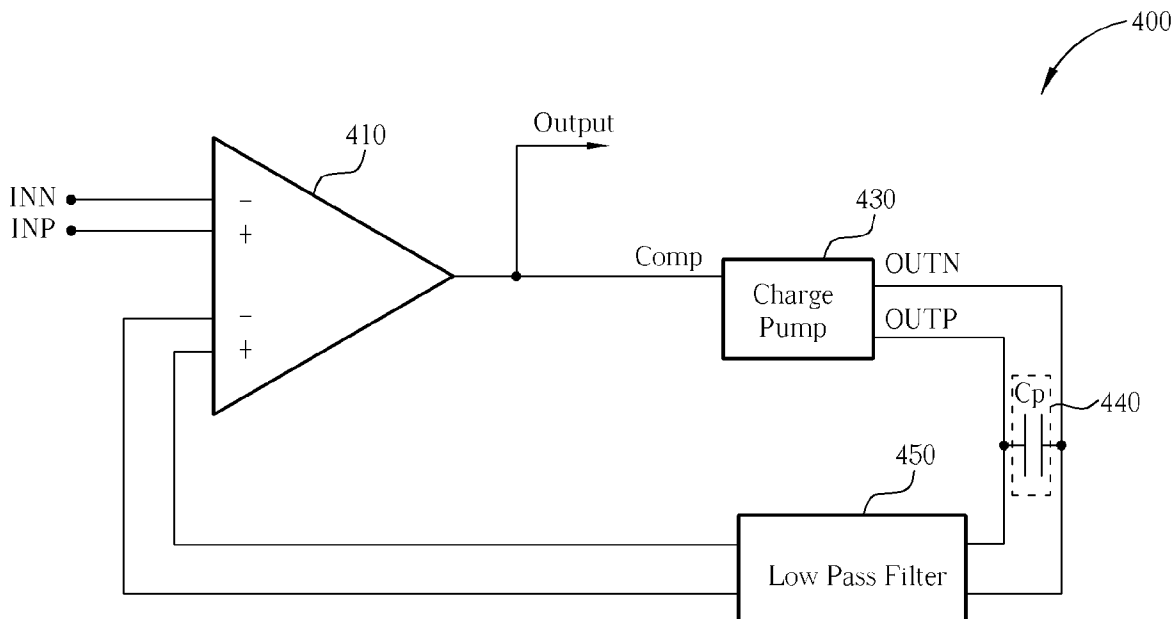 400
Output
410
INN
INP
−
+
−
+
Comp
430
Charge
Pump
OUTN
OUTP
Cp
440
450
Low Pass Filter